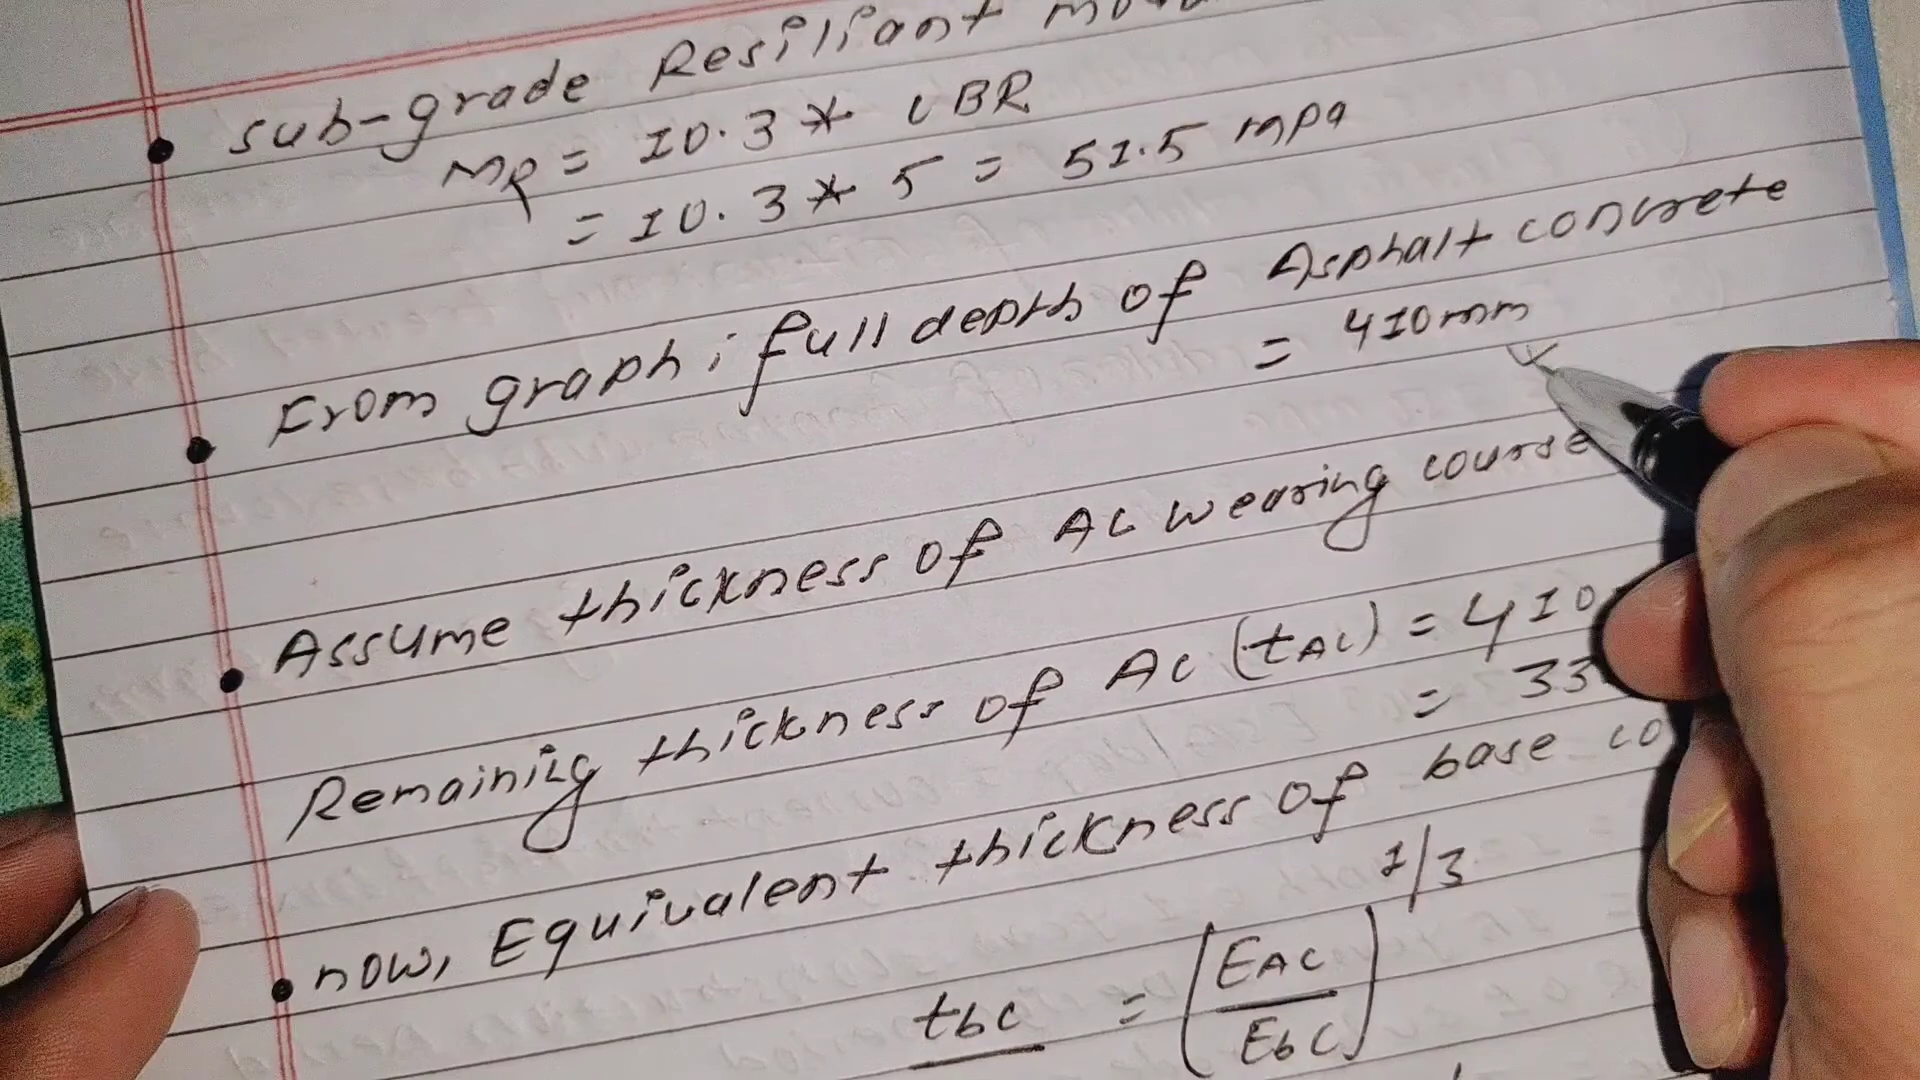 sub-grade Resiliant
MR = 10.3 * CBR
= 10.3 * 5 = 51.5 mpa
From graph; full depth of Asphalt concrete
= 410mm
Assume thickness of AC wearing course
Remaining thickness of AC (tAC) = 410
= 33
now, Equivalent thickness of base co
tbc = (EAC / Ebc)^1/3